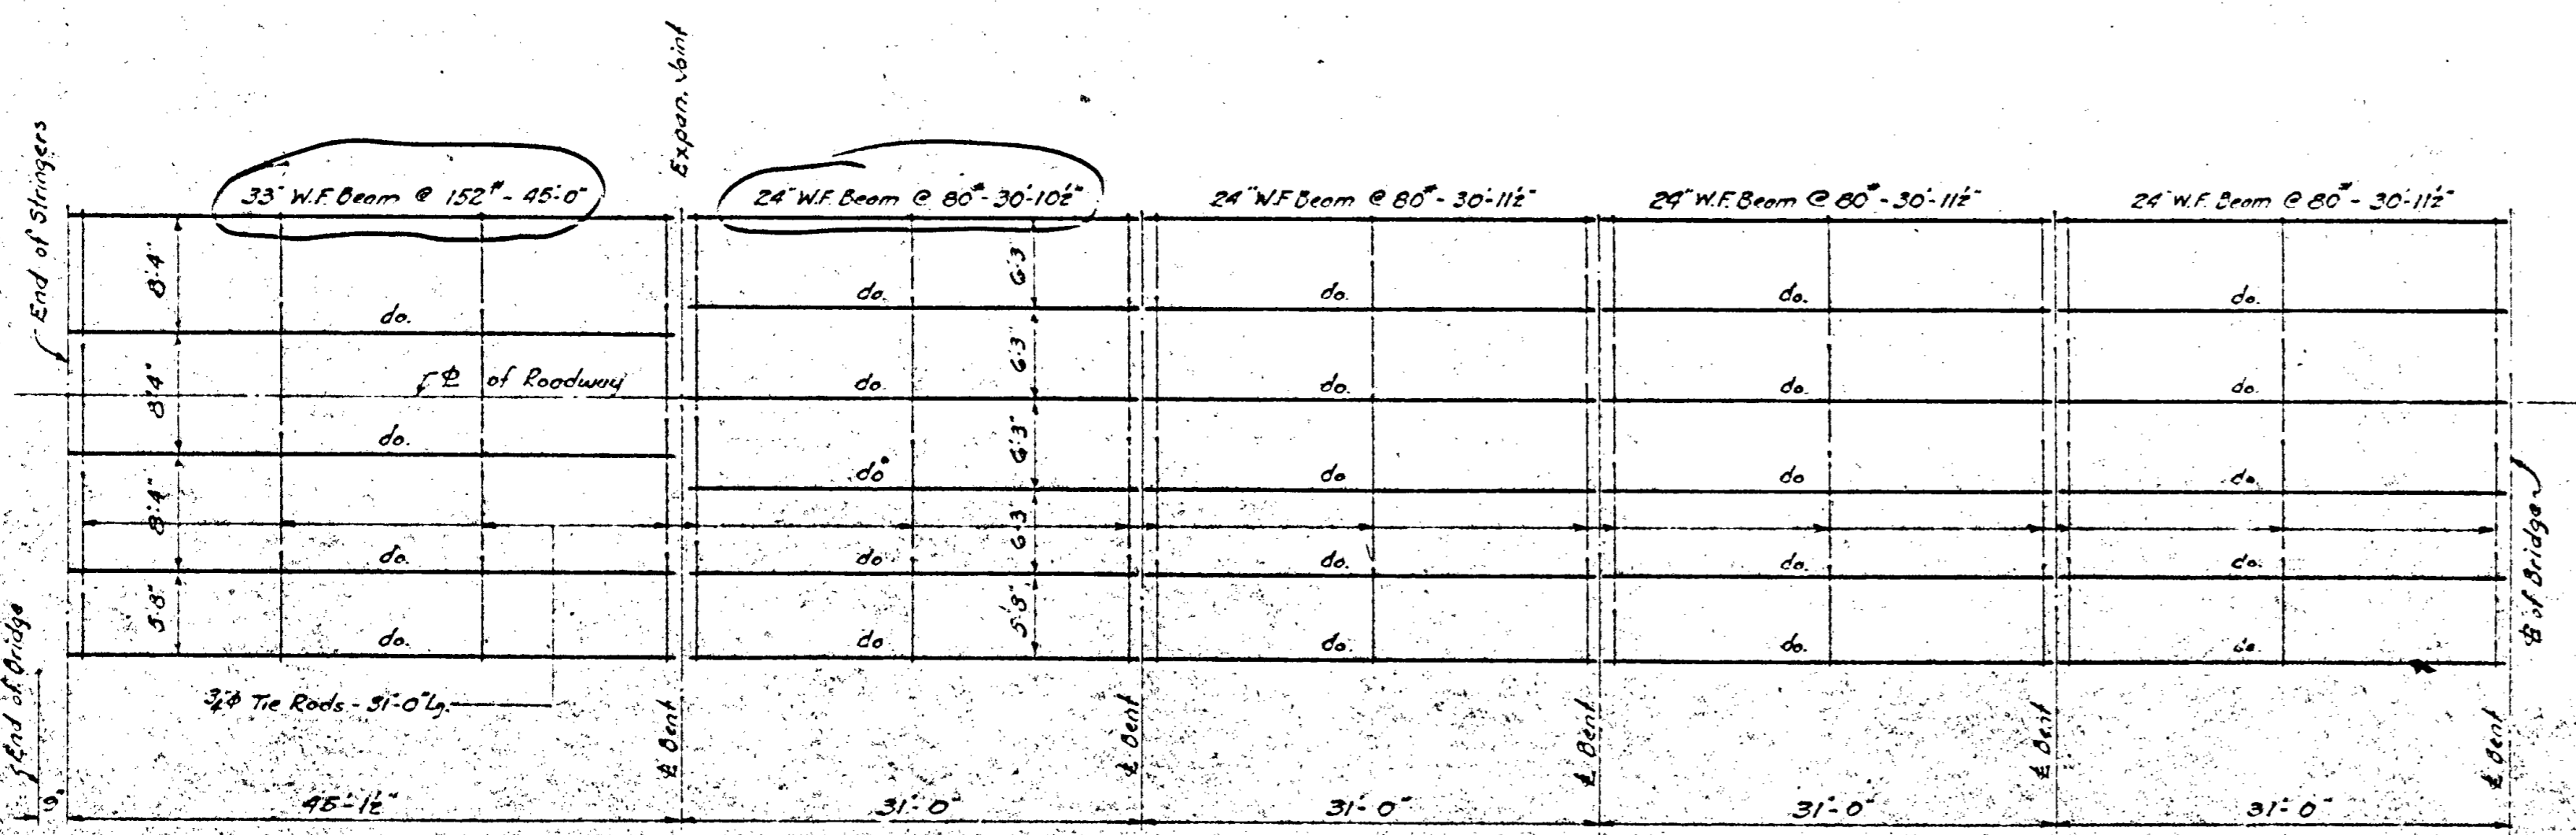 Expan. Joint
End of Stringers
33" W.F. Beam @ 152# - 45'-0"
24" W.F. Beam @ 80# - 30'-10½"
24" W.F. Beam @ 80# - 30'-11½"
24" W.F. Beam @ 80# - 30'-11½"
24" W.F. Beam @ 80# - 30'-11½"
8'-4"
6'-3"
do.
do.
do.
do.
do.
8'-4"
℄ of Roadway
do.
6'-3"
do.
do.
do.
do.
8'-4"
do.
6'-3"
do
do
do
do.
do.
6'-3"
do
do.
do.
do.
5'-8"
do.
do
5'-8"
do.
do.
do.
End of Bridge
℄ of Bridge
¾"ϕ Tie Rods - 31'-0" Lg.
℄ Bent
℄ Bent
℄ Bent
℄ Bent
℄ Bent
9"
45'-1½"
31'-0"
31'-0"
31'-0"
31'-0"